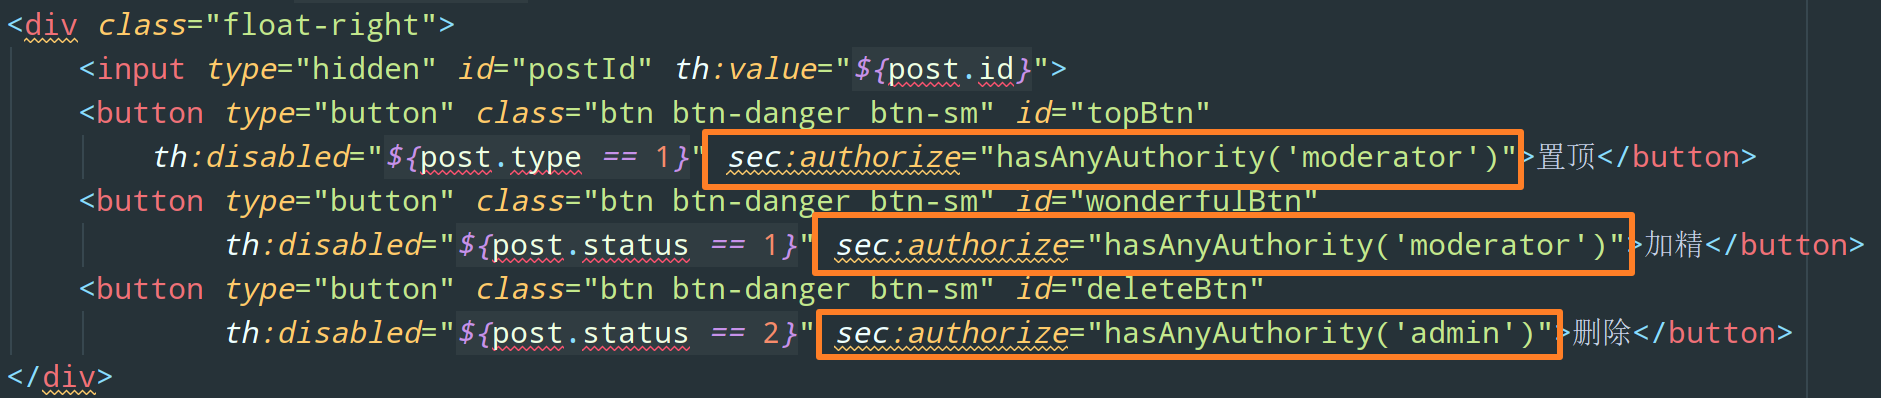 <div class="float-right">
<input type="hidden" id="postId" th:value="${post.id}">
<button type="button" class="btn btn-danger btn-sm" id="topBtn"
th:disabled="${post.type == 1}" sec:authorize="hasAnyAuthority('moderator')">置顶</button>
<button type="button" class="btn btn-danger btn-sm" id="wonderfulBtn"
th:disabled="${post.status == 1}" sec:authorize="hasAnyAuthority('moderator')">加精</button>
<button type="button" class="btn btn-danger btn-sm" id="deleteBtn"
th:disabled="${post.status == 2}" sec:authorize="hasAnyAuthority('admin')">删除</button>
</div>